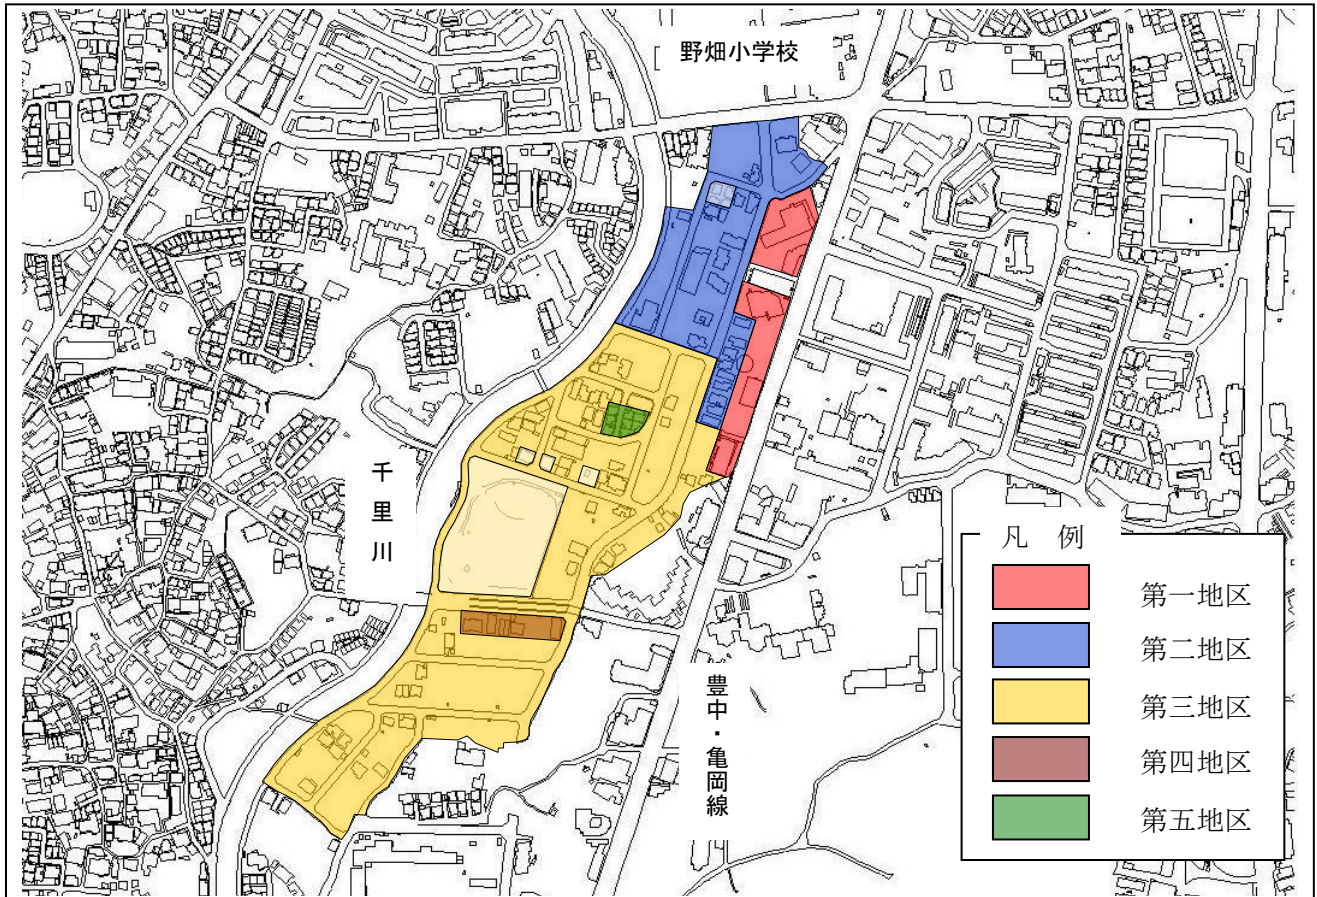 野畑小学校
千里川
豊中・亀岡線
凡 例
第一地区
第二地区
第三地区
第四地区
第五地区